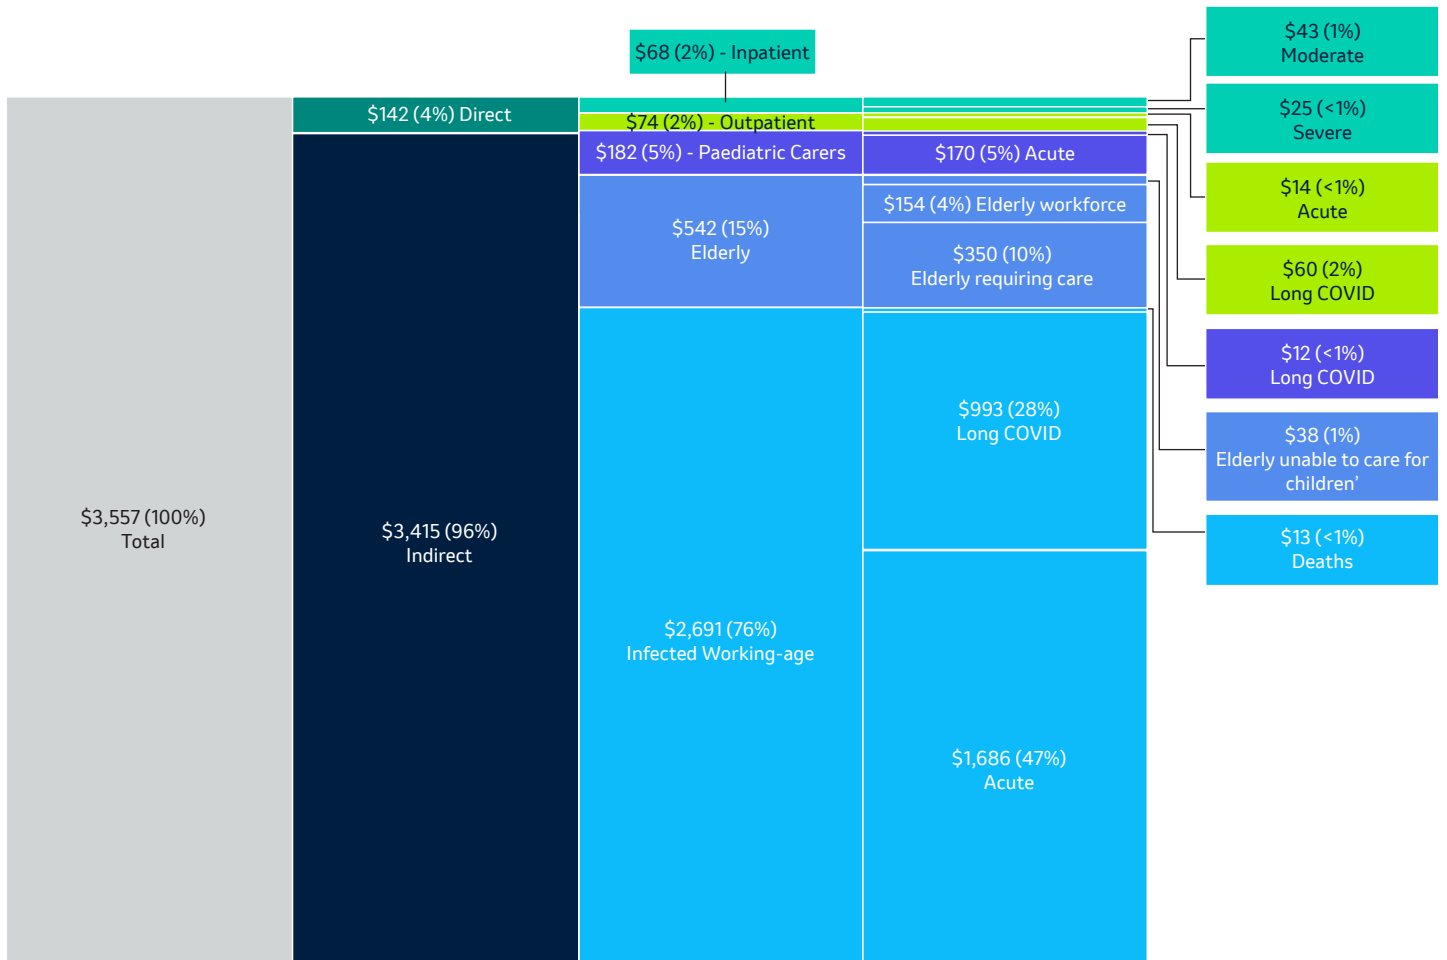 $3,557 (100%)
Total
$142 (4%) Direct
$3,415 (96%)
Indirect
$68 (2%) - Inpatient
$74 (2%) - Outpatient
$182 (5%) - Paediatric Carers
$542 (15%)
Elderly
$2,691 (76%)
Infected Working-age
$170 (5%) Acute
$154 (4%) Elderly workforce
$350 (10%)
Elderly requiring care
$993 (28%)
Long COVID
$1,686 (47%)
Acute
$43 (1%)
Moderate
$25 (<1%)
Severe
$14 (<1%)
Acute
$60 (2%)
Long COVID
$12 (<1%)
Long COVID
$38 (1%)
Elderly unable to care for
children’
$13 (<1%)
Deaths